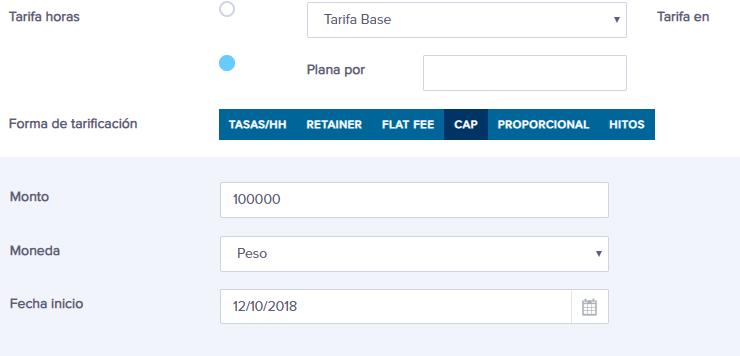 Tarifa horas Tarifa Base Tarifa en
Plana por
Forma de tarificación TASAS/HH RETAINER FLAT FEE CAP PROPORCIONAL HITOS
Monto 100000
Moneda Peso
Fecha inicio 12/10/2018